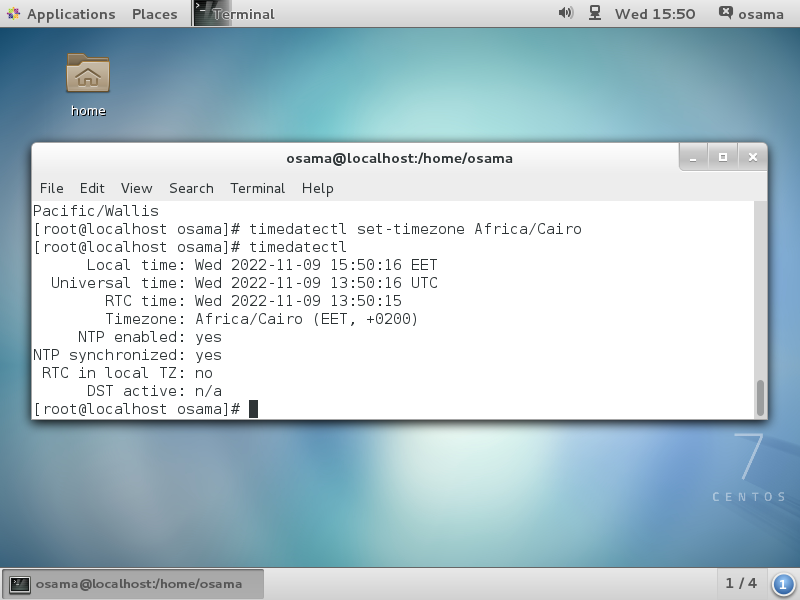 Applications Places Terminal Wed 15:50 osama
home
osama@localhost:/home/osama
File Edit View Search Terminal Help
Pacific/Wallis
[root@localhost osama]# timedatectl set-timezone Africa/Cairo
[root@localhost osama]# timedatectl
Local time: Wed 2022-11-09 15:50:16 EET
Universal time: Wed 2022-11-09 13:50:16 UTC
RTC time: Wed 2022-11-09 13:50:15
Timezone: Africa/Cairo (EET, +0200)
NTP enabled: yes
NTP synchronized: yes
RTC in local TZ: no
DST active: n/a
[root@localhost osama]#
7
CENTOS
osama@localhost:/home/osama 1 / 4 1